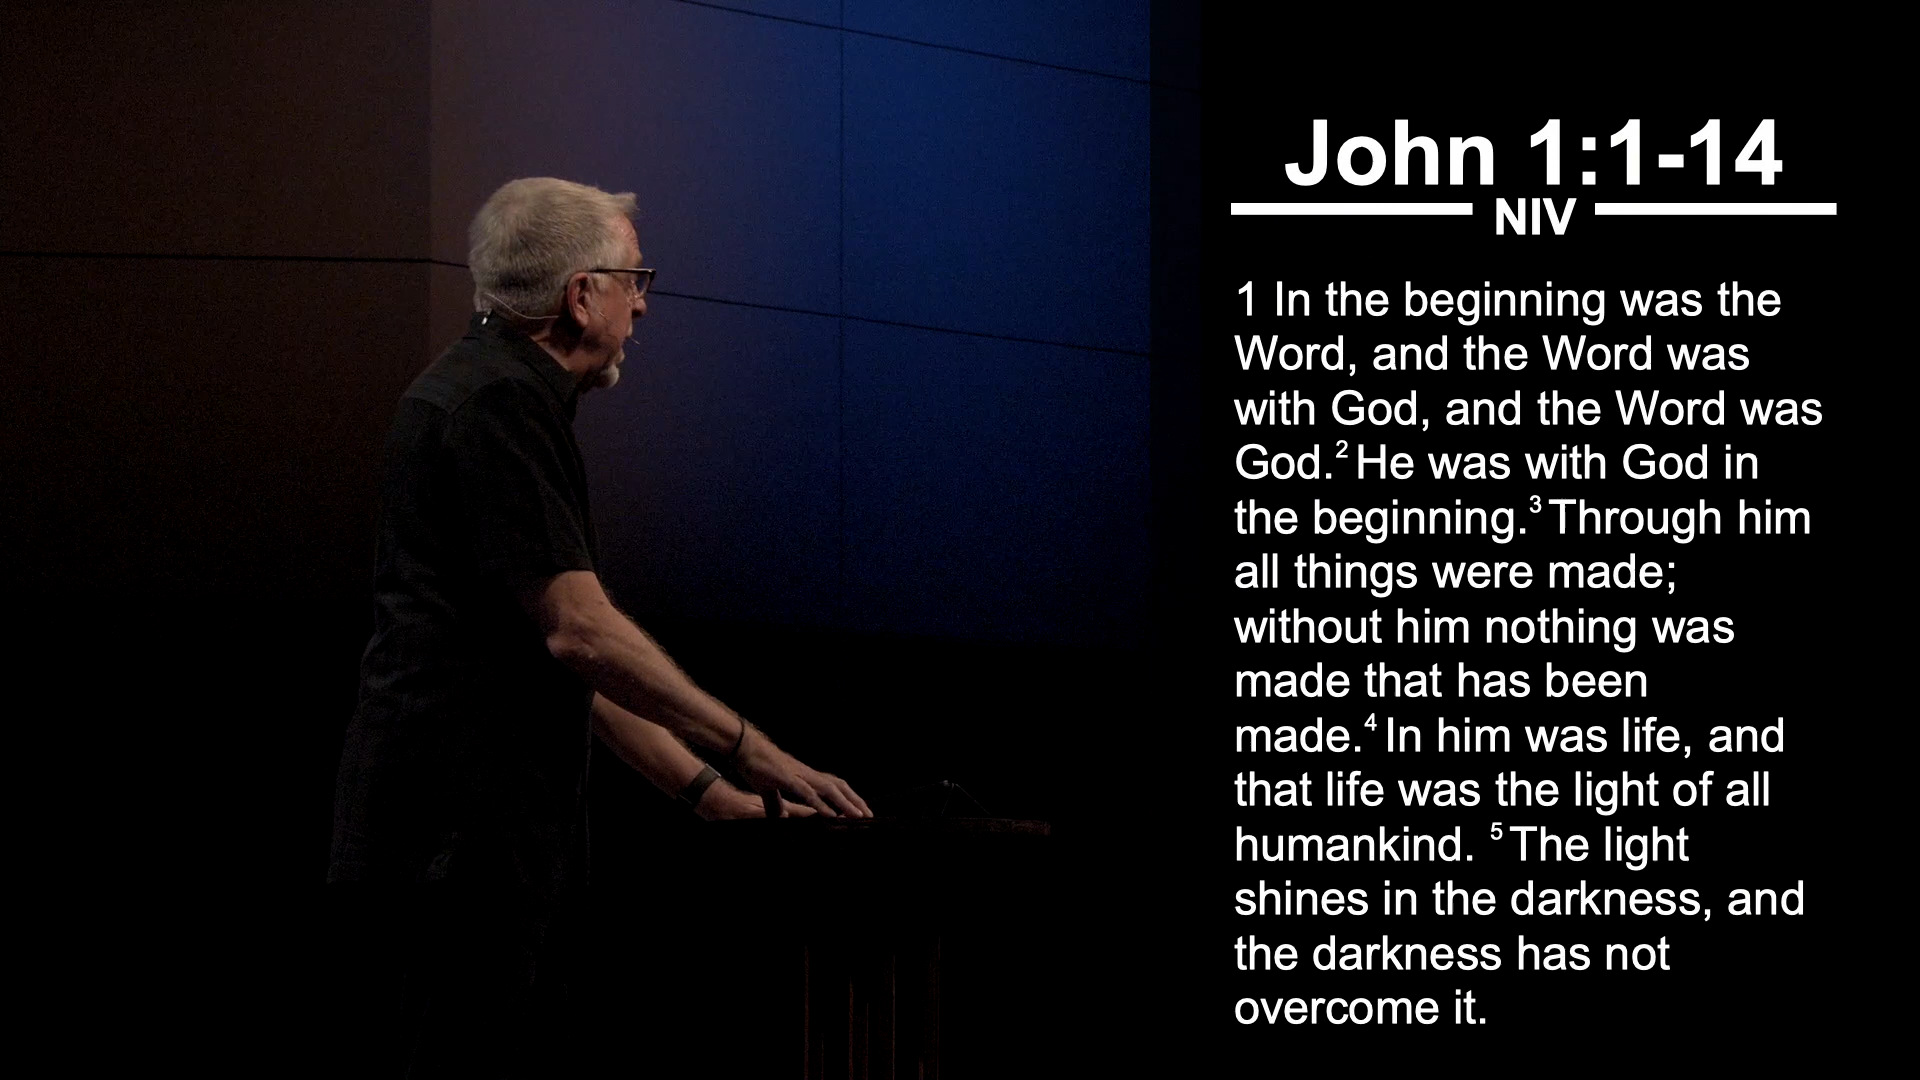 John 1:1-14
NIV
1 In the beginning was the
Word, and the Word was
with God, and the Word was
God.² He was with God in
the beginning.³ Through him
all things were made;
without him nothing was
made that has been
made.⁴ In him was life, and
that life was the light of all
humankind. ⁵ The light
shines in the darkness, and
the darkness has not
overcome it.